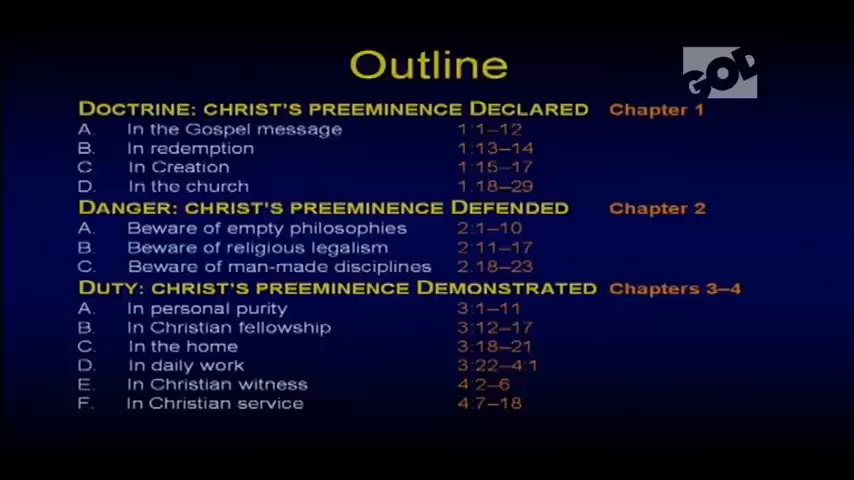 Outline
GOD
DOCTRINE: CHRIST'S PREEMINENCE DECLARED Chapter 1
A. In the Gospel message 1:1–12
B. In redemption 1:13–14
C In Creation 1:15–17
D. In the church 1.18–29
DANGER: CHRIST'S PREEMINENCE DEFENDED Chapter 2
A. Beware of empty philosophies 2:1–10
B. Beware of religious legalism 2:11–17
C. Beware of man-made disciplines 2.18–23
DUTY: CHRIST'S PREEMINENCE DEMONSTRATED Chapters 3–4
A. In personal purity 3:1–11
B. In Christian fellowship 3:12–17
C. In the home 3:18–21
D. In daily work 3:22–4:1
E. In Christian witness 4:2–6
F. In Christian service 4.7–18